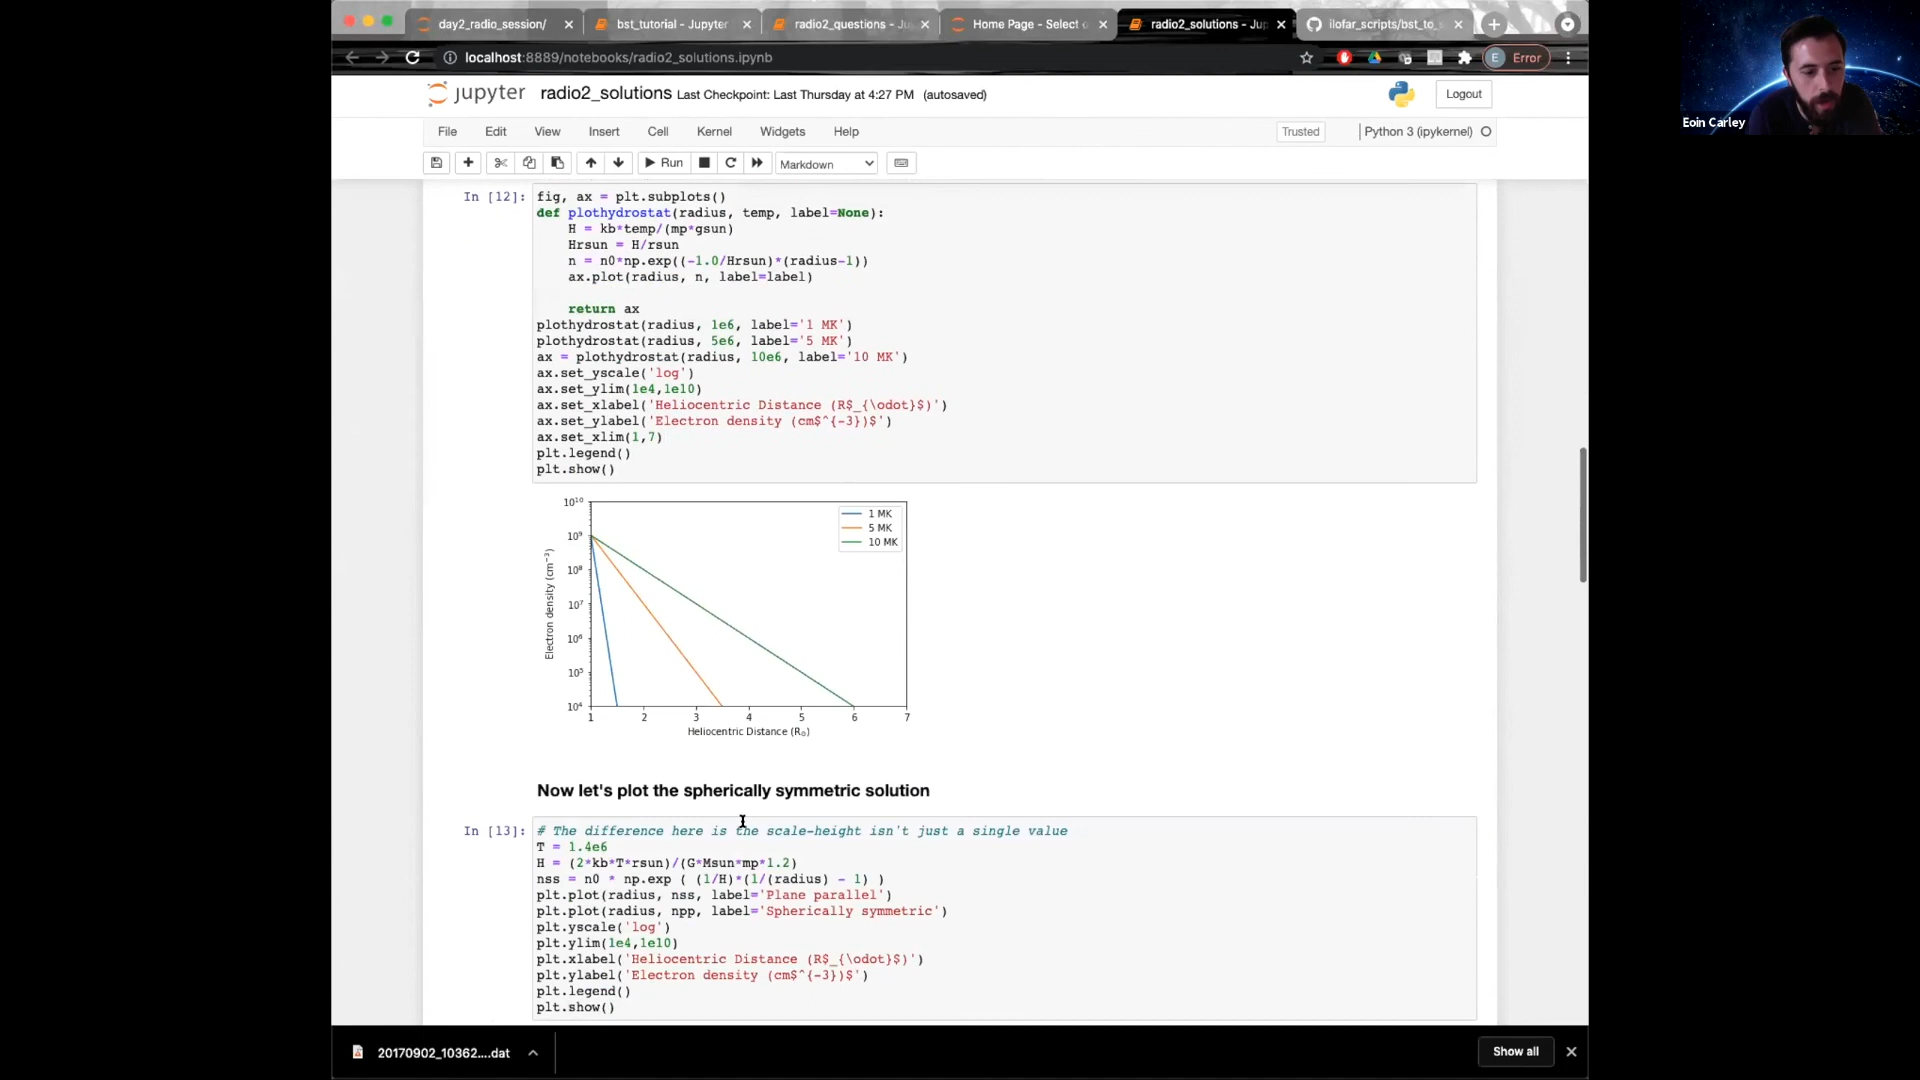 day2_radio_session/
bst_tutorial - Jupyter
radio2_questions - Ju
Home Page - Select o
radio2_solutions - Jup
ilofar_scripts/bst_to_s
localhost:8889/notebooks/radio2_solutions.ipynb
E Error
Eoin Carley
jupyter radio2_solutions Last Checkpoint: Last Thursday at 4:27 PM (autosaved)
Logout
File Edit View Insert Cell Kernel Widgets Help
Trusted
Python 3 (ipykernel)
Run
Markdown
In [12]:
fig, ax = plt.subplots()
def plothydrostat(radius, temp, label=None):
    H = kb*temp/(mp*gsun)
    Hrsun = H/rsun
    n = n0*np.exp((-1.0/Hrsun)*(radius-1))
    ax.plot(radius, n, label=label)
    return ax
plothydrostat(radius, 1e6, label='1 MK')
plothydrostat(radius, 5e6, label='5 MK')
ax = plothydrostat(radius, 10e6, label='10 MK')
ax.set_yscale('log')
ax.set_ylim(1e4,1e10)
ax.set_xlabel('Heliocentric Distance (R$_{\odot}$)')
ax.set_ylabel('Electron density (cm$^{-3})$')
ax.set_xlim(1,7)
plt.legend()
plt.show()
10¹⁰
10⁹
10⁸
10⁷
10⁶
10⁵
10⁴
Electron density (cm⁻³)
1 MK
5 MK
10 MK
1 2 3 4 5 6 7
Heliocentric Distance (R⊙)
Now let's plot the spherically symmetric solution
In [13]:
# The difference here is the scale-height isn't just a single value
T = 1.4e6
H = (2*kb*T*rsun)/(G*Msun*mp*1.2)
nss = n0 * np.exp ( (1/H)*(1/(radius) - 1) )
plt.plot(radius, nss, label='Plane parallel')
plt.plot(radius, npp, label='Spherically symmetric')
plt.yscale('log')
plt.ylim(1e4,1e10)
plt.xlabel('Heliocentric Distance (R$_{\odot}$)')
plt.ylabel('Electron density (cm$^{-3})$')
plt.legend()
plt.show()
20170902_10362....dat
Show all